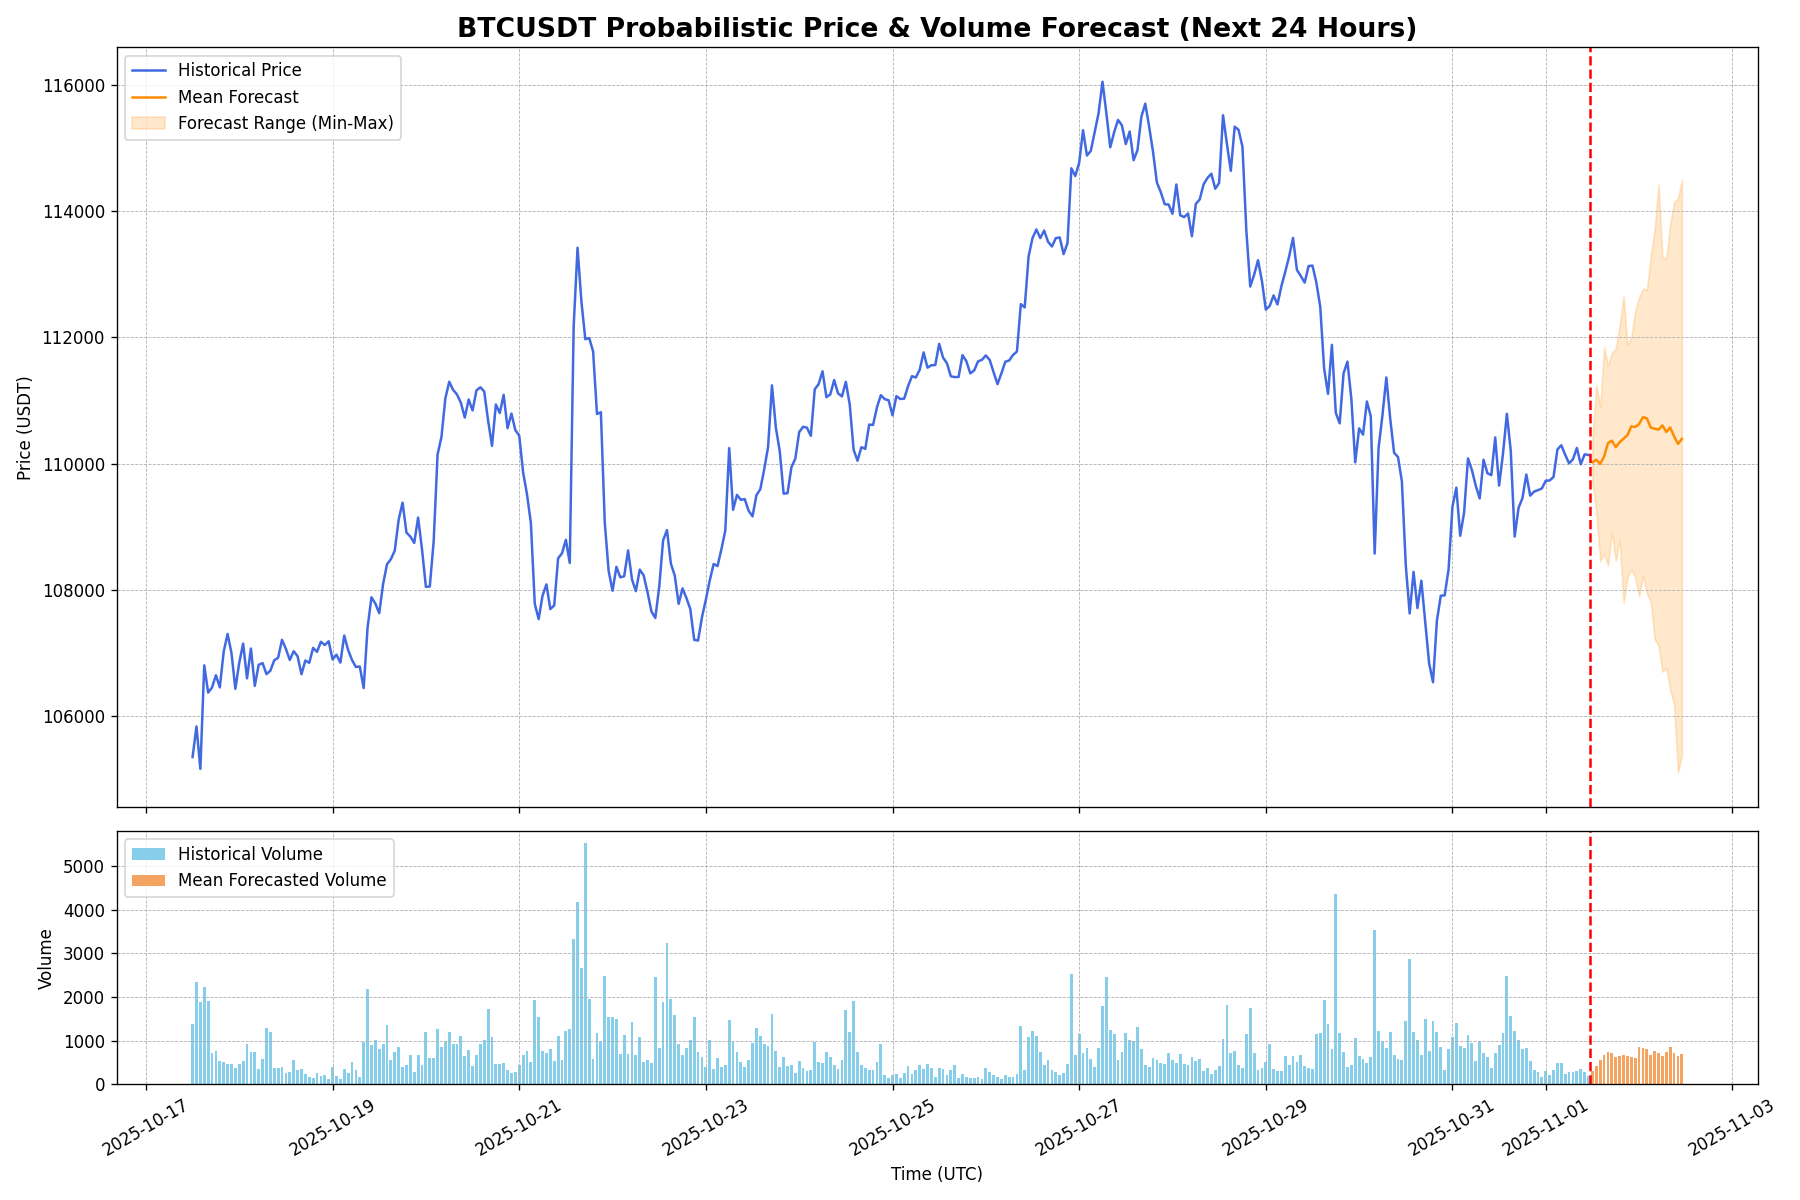 BTCUSDT Probabilistic Price & Volume Forecast (Next 24 Hours)
Historical Price
Mean Forecast
Forecast Range (Min-Max)
116000
114000
112000
110000
108000
106000
Price (USDT)
Historical Volume
Mean Forecasted Volume
5000
4000
3000
2000
1000
0
Volume
2025-10-17
2025-10-19
2025-10-21
2025-10-23
2025-10-25
2025-10-27
2025-10-29
2025-10-31
2025-11-01
2025-11-03
Time (UTC)